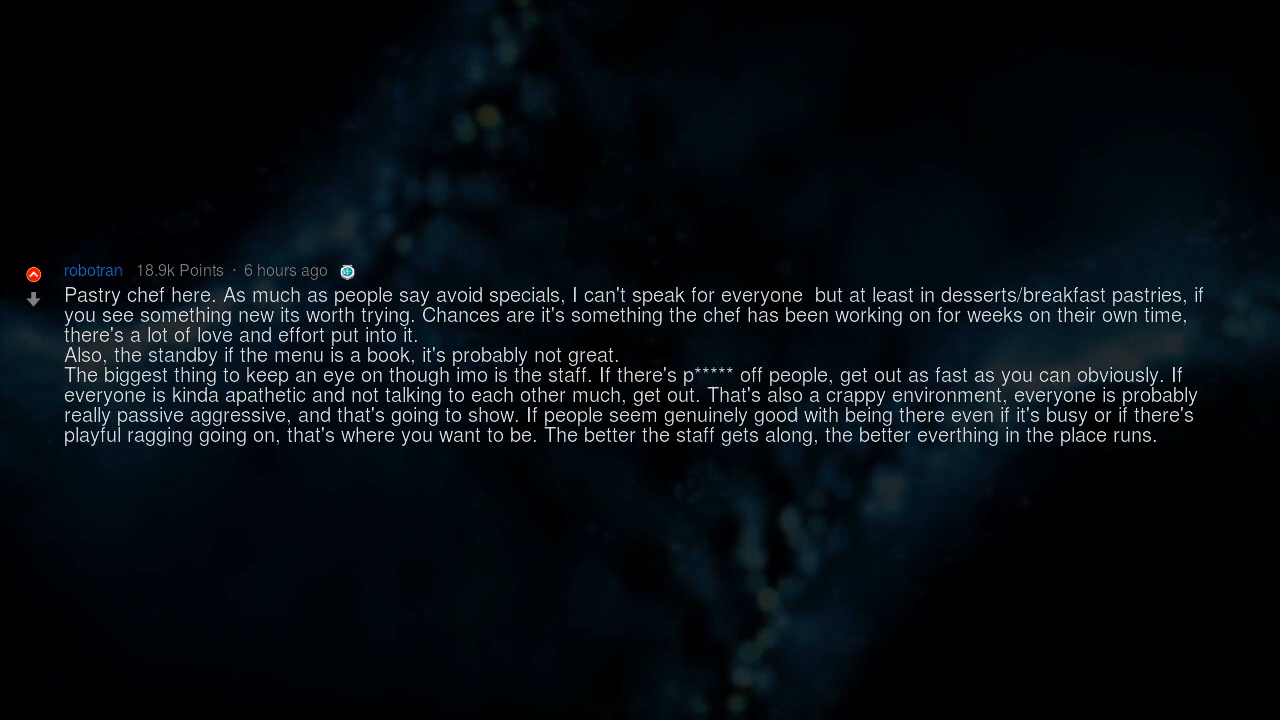 robotran 18.9k Points · 6 hours ago
Pastry chef here. As much as people say avoid specials, I can't speak for everyone  but at least in desserts/breakfast pastries, if
you see something new its worth trying. Chances are it's something the chef has been working on for weeks on their own time,
there's a lot of love and effort put into it.
Also, the standby if the menu is a book, it's probably not great.
The biggest thing to keep an eye on though imo is the staff. If there's p***** off people, get out as fast as you can obviously. If
everyone is kinda apathetic and not talking to each other much, get out. That's also a crappy environment, everyone is probably
really passive aggressive, and that's going to show. If people seem genuinely good with being there even if it's busy or if there's
playful ragging going on, that's where you want to be. The better the staff gets along, the better everthing in the place runs.